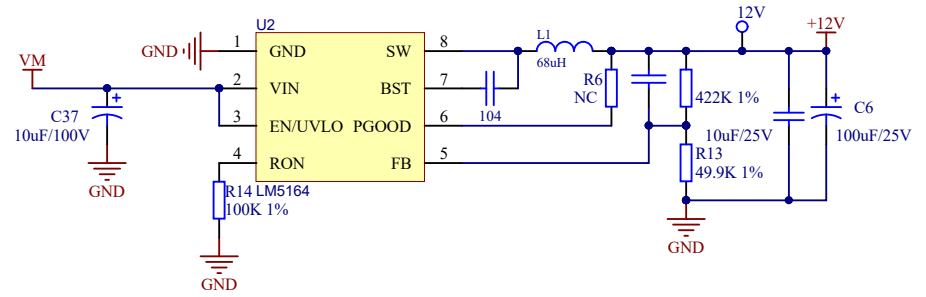 U2
12V
+12V
VM
GND
1
GND
SW
8
L1
68uH
2
VIN
BST
7
104
R6
NC
422K 1%
C37
10uF/100V
GND
3
EN/UVLO
PGOOD
6
10uF/25V
C6
100uF/25V
4
RON
FB
5
R13
49.9K 1%
R14
100K 1%
LM5164
GND
GND